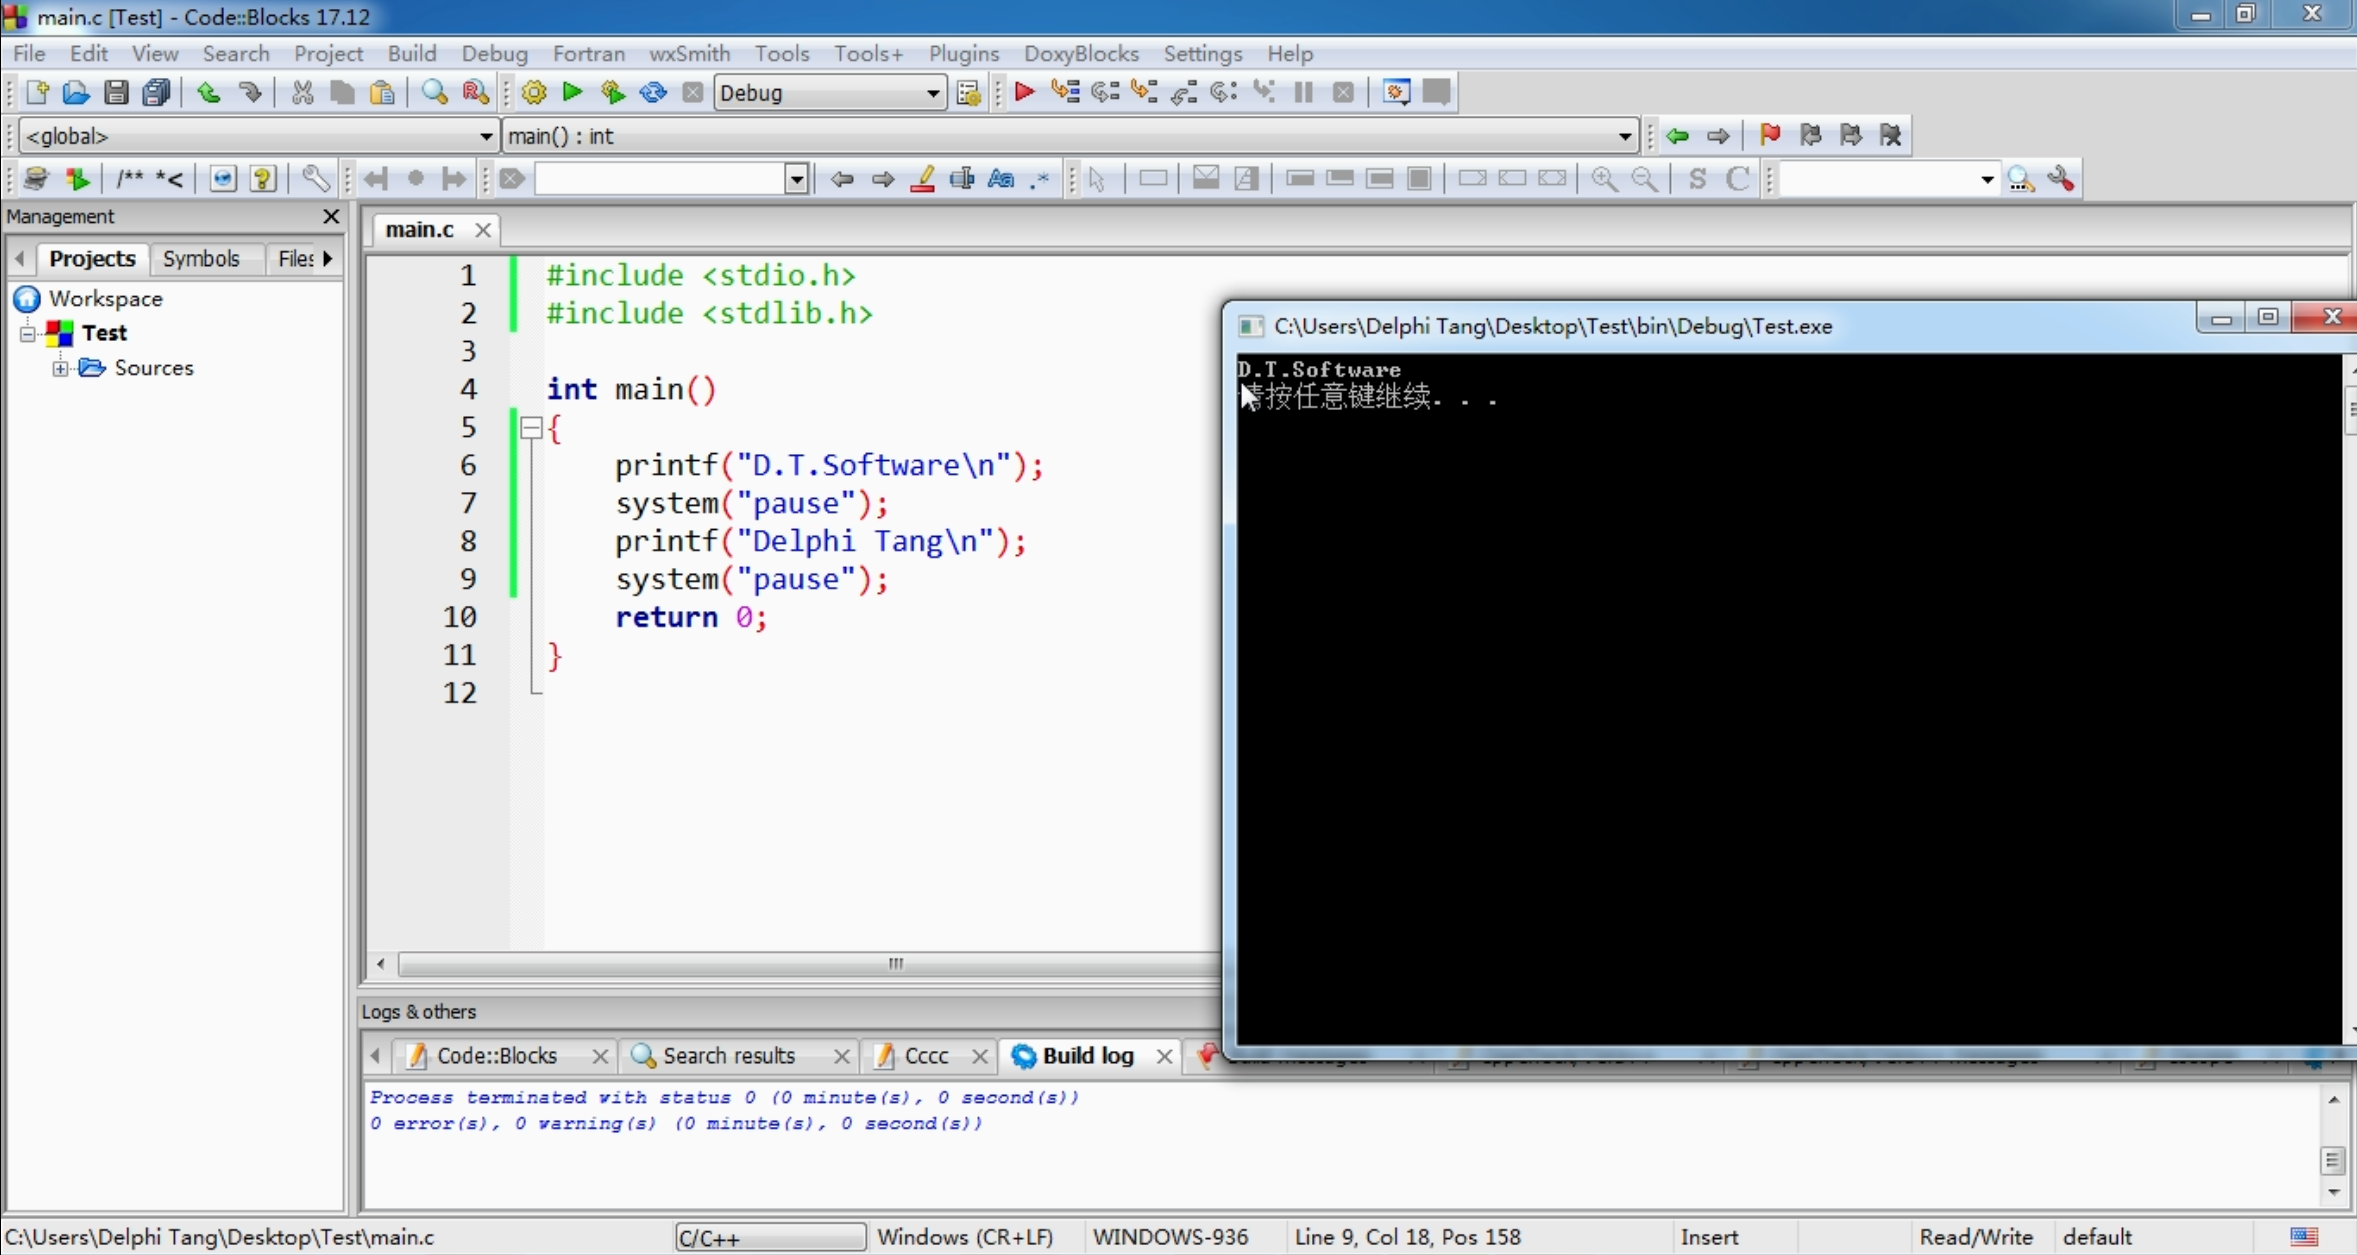 main.c [Test] - Code::Blocks 17.12
File Edit View Search Project Build Debug Fortran wxSmith Tools Tools+ Plugins DoxyBlocks Settings Help
Debug
<global> main() : int
/** *<
Management
Projects Symbols Files
Workspace
Test
Sources
main.c
1 #include <stdio.h>
2 #include <stdlib.h>
3
4 int main()
5 {
6 printf("D.T.Software\n");
7 system("pause");
8 printf("Delphi Tang\n");
9 system("pause");
10 return 0;
11 }
12
C:\Users\Delphi Tang\Desktop\Test\bin\Debug\Test.exe
D.T.Software
请按任意键继续. . .
Logs & others
Code::Blocks Search results Cccc Build log
Process terminated with status 0 (0 minute(s), 0 second(s))
0 error(s), 0 warning(s) (0 minute(s), 0 second(s))
C:\Users\Delphi Tang\Desktop\Test\main.c C/C++ Windows (CR+LF) WINDOWS-936 Line 9, Col 18, Pos 158 Insert Read/Write default